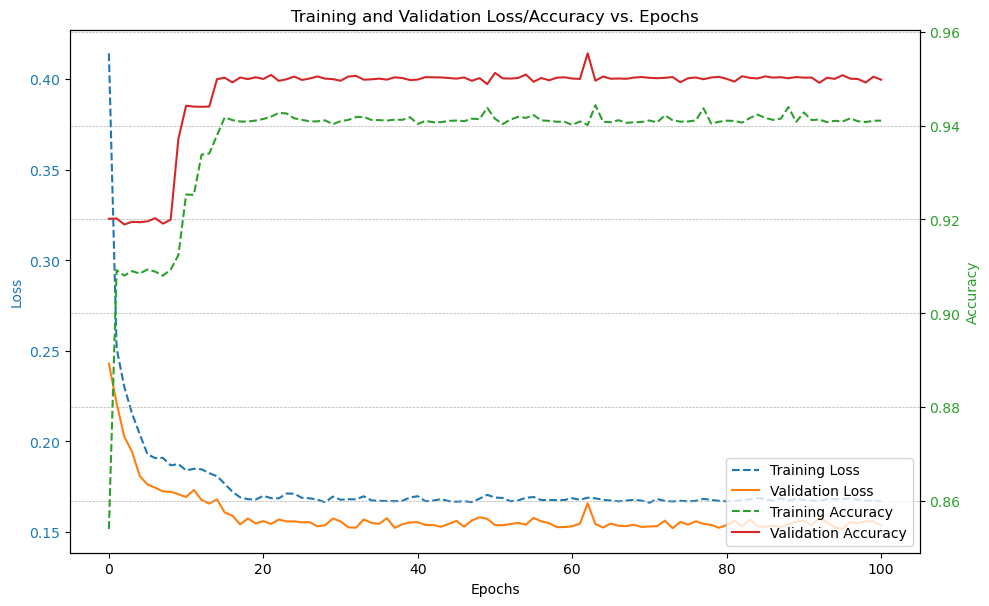 Training and Validation Loss/Accuracy vs. Epochs
0.40
0.35
0.30
0.25
0.20
0.15
Loss
0.96
0.94
0.92
0.90
0.88
0.86
Accuracy
Training Loss
Validation Loss
Training Accuracy
Validation Accuracy
0 20 40 60 80 100
Epochs